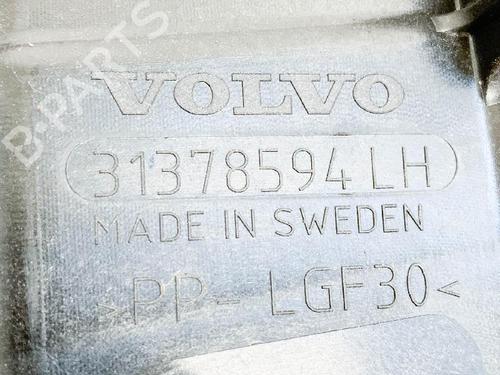 B-PARTS
VOLVO
31378594 LH
MADE IN SWEDEN
>PP- LGF30<